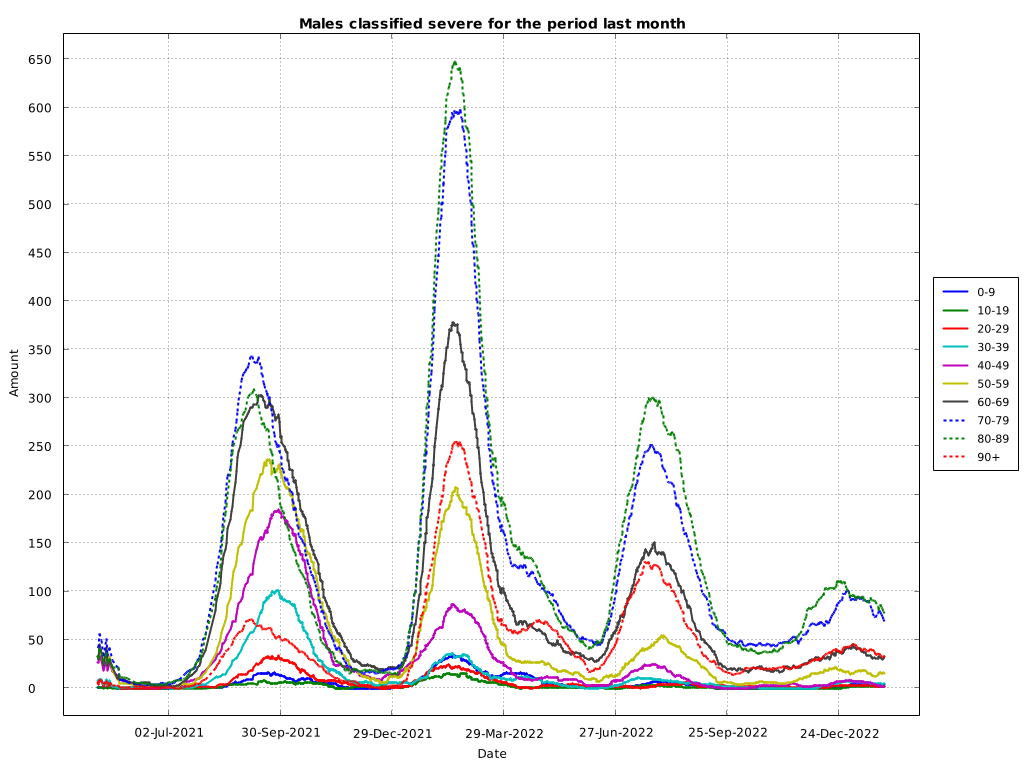 Males classified severe for the period last month
650
600
550
500
450
400
350
300
250
200
150
100
50
0
Amount
02-Jul-2021
30-Sep-2021
29-Dec-2021
29-Mar-2022
27-Jun-2022
25-Sep-2022
24-Dec-2022
Date
0-9
10-19
20-29
30-39
40-49
50-59
60-69
70-79
80-89
90+